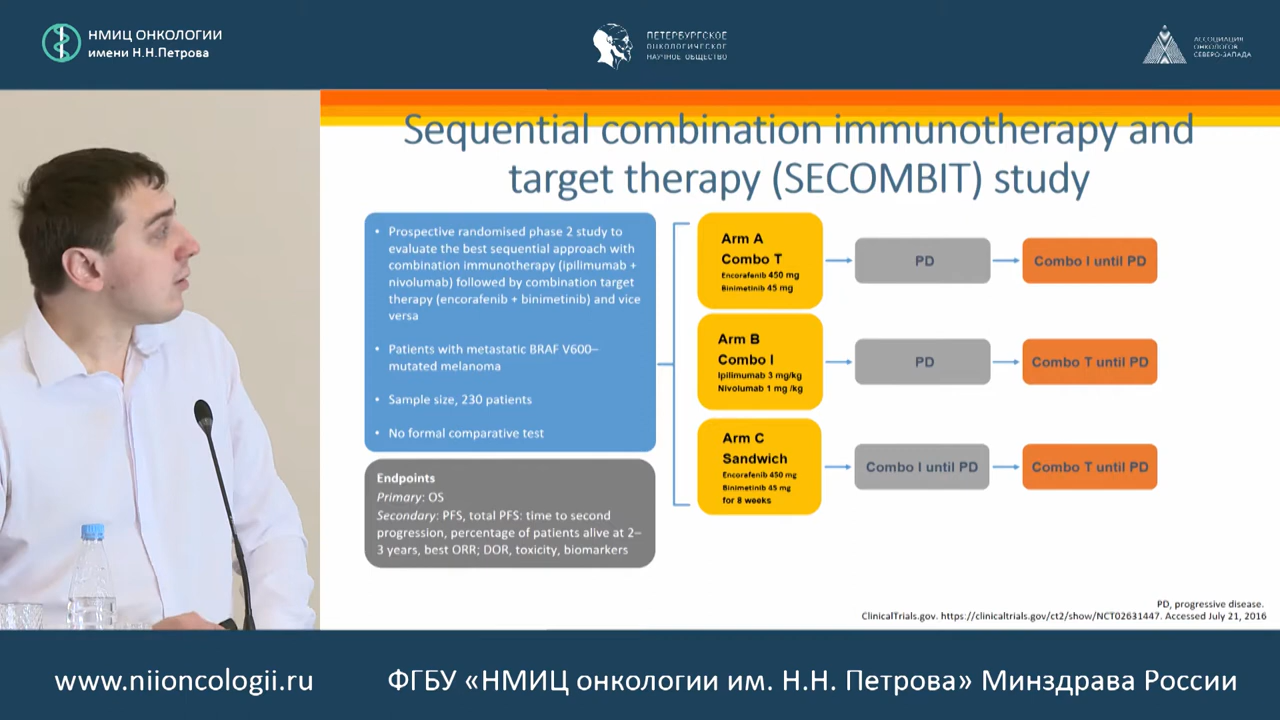 НМИЦ ОНКОЛОГИИ
имени Н.Н.Петрова
ПЕТЕРБУРГСКОЕ
ОНКОЛОГИЧЕСКОЕ
НАУЧНОЕ ОБЩЕСТВО
АССОЦИАЦИЯ
ОНКОЛОГОВ
СЕВЕРО-ЗАПАДА
Sequential combination immunotherapy and
target therapy (SECOMBIT) study
• Prospective randomised phase 2 study to
evaluate the best sequential approach with
combination immunotherapy (ipilimumab +
nivolumab) followed by combination target
therapy (encorafenib + binimetinib) and vice
versa
• Patients with metastatic BRAF V600–
mutated melanoma
• Sample size, 230 patients
• No formal comparative test
Endpoints
Primary: OS
Secondary: PFS, total PFS: time to second
progression, percentage of patients alive at 2–
3 years, best ORR; DOR, toxicity, biomarkers
Arm A
Combo T
Encorafenib 450 mg
Binimetinib 45 mg
PD
Combo I until PD
Arm B
Combo I
Ipilimumab 3 mg/kg
Nivolumab 1 mg /kg
PD
Combo T until PD
Arm C
Sandwich
Encorafenib 450 mg
Binimetinib 45 mg
for 8 weeks
Combo I until PD
Combo T until PD
PD, progressive disease.
ClinicalTrials.gov. https://clinicaltrials.gov/ct2/show/NCT02631447. Accessed July 21, 2016
www.niioncologii.ru
ФГБУ «НМИЦ онкологии им. Н.Н. Петрова» Минздрава России